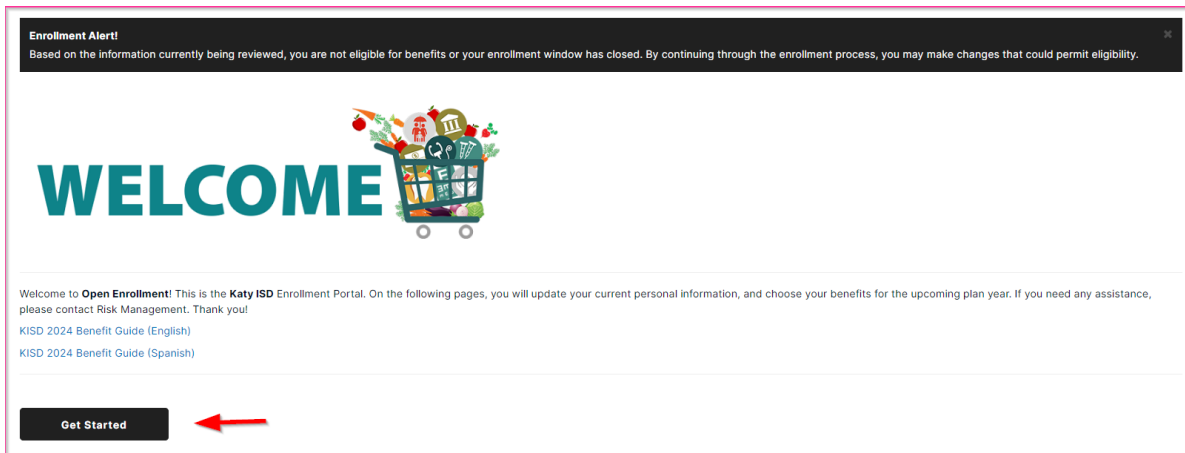 Enrollment Alert!
Based on the information currently being reviewed, you are not eligible for benefits or your enrollment window has closed. By continuing through the enrollment process, you may make changes that could permit eligibility.
WELCOME
Welcome to Open Enrollment! This is the Katy ISD Enrollment Portal. On the following pages, you will update your current personal information, and choose your benefits for the upcoming plan year. If you need any assistance,
please contact Risk Management. Thank you!
KISD 2024 Benefit Guide (English)
KISD 2024 Benefit Guide (Spanish)
Get Started